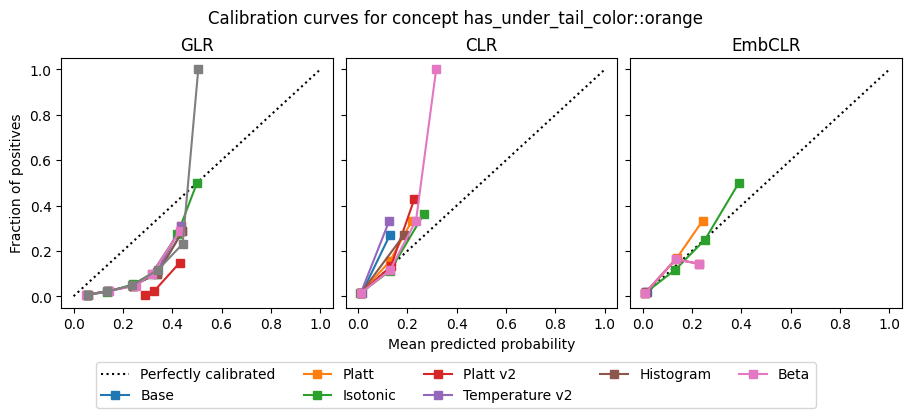 Calibration curves for concept has_under_tail_color::orange
GLR
CLR
EmbCLR
Fraction of positives
1.0
0.8
0.6
0.4
0.2
0.0
0.0 0.2 0.4 0.6 0.8 1.0
0.0 0.2 0.4 0.6 0.8 1.0
0.0 0.2 0.4 0.6 0.8 1.0
Mean predicted probability
Perfectly calibrated
Base
Platt
Isotonic
Platt v2
Temperature v2
Histogram
Beta